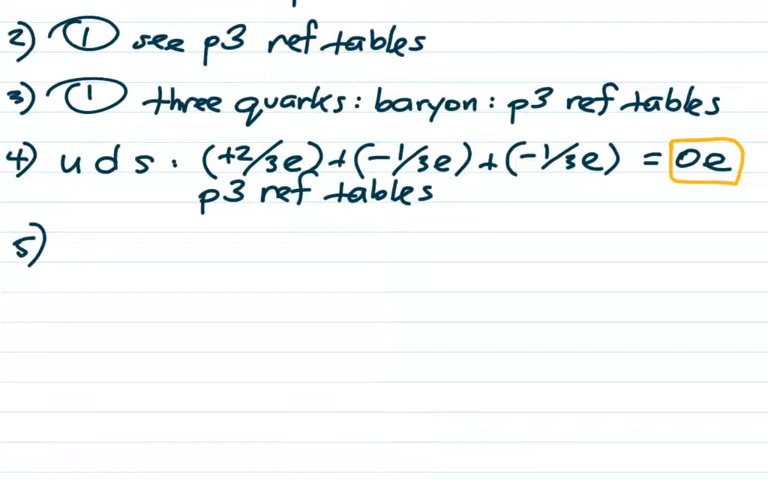 2) ① see p3 ref tables
3) ① three quarks: baryon: p3 ref tables
4) u d s : (+2/3e)+(-1/3e)+(-1/3e) = 0e
p3 ref tables
5)